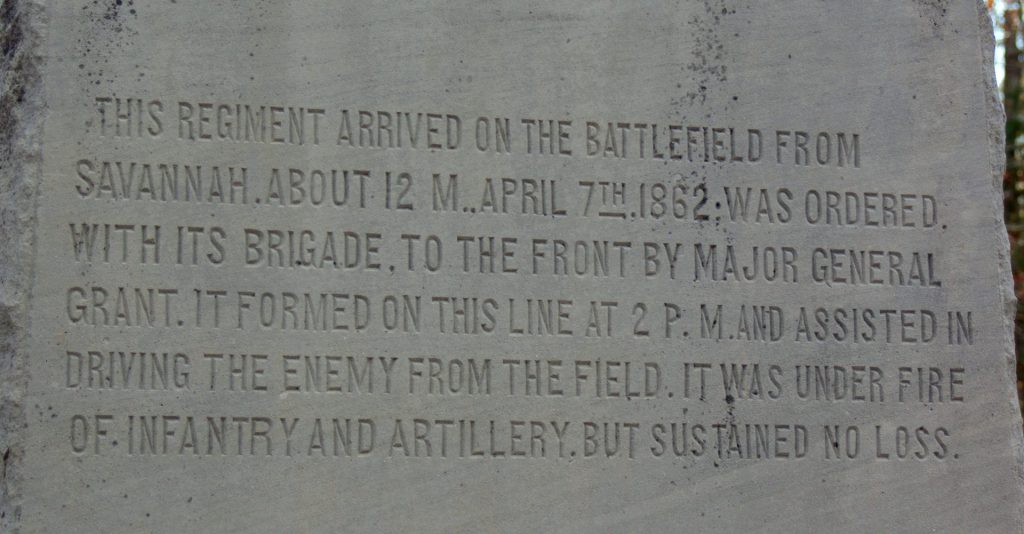 THIS REGIMENT ARRIVED ON THE BATTLEFIELD FROM
SAVANNAH, ABOUT 12 M., APRIL 7TH, 1862; WAS ORDERED,
WITH ITS BRIGADE, TO THE FRONT BY MAJOR GENERAL
GRANT. IT FORMED ON THIS LINE AT 2 P. M. AND ASSISTED IN
DRIVING THE ENEMY FROM THE FIELD. IT WAS UNDER FIRE
OF INFANTRY AND ARTILLERY, BUT SUSTAINED NO LOSS.